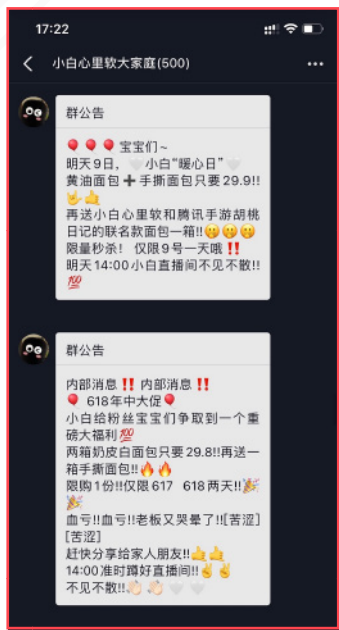 17:22
小白心里软大家庭(500)
群公告
🎈🎈🎈宝宝们~
明天9日，🤍小白“暖心日”🤍
黄油面包➕手撕面包只要29.9!!
🤟👍
再送小白心里软和腾讯手游胡桃
日记的联名款面包一箱!!🤭🤭🤭
限量秒杀！仅限9号一天哦‼️
明天14:00小白直播间不见不散!!
💯
群公告
内部消息‼️内部消息‼️
🎈618年中大促🎈
小白给粉丝宝宝们争取到一个重
磅大福利💯
两箱奶皮白面包只要29.8!!再送一
箱手撕面包!!🔥🔥
限购1份!!仅限617 618两天!!🎉
🎉
血亏!!血亏!!老板又哭晕了!![苦涩]
[苦涩]
赶快分享给家人朋友!!👍👍
14:00准时蹲好直播间!!✌️✌️
不见不散!!👏🏻👏🏻🤍🤍